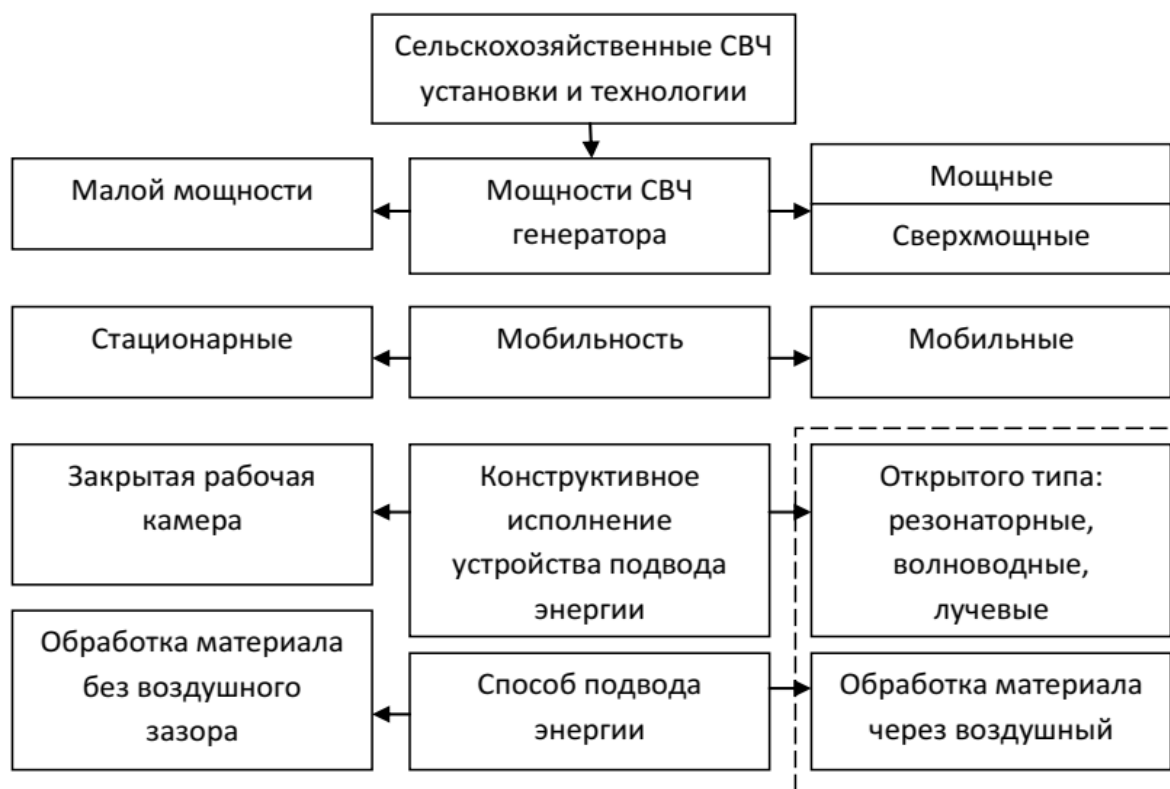 Сельскохозяйственные СВЧ
установки и технологии
Малой мощности
Мощности СВЧ
генератора
Мощные
Сверхмощные
Стационарные
Мобильность
Мобильные
Закрытая рабочая
камера
Конструктивное
исполнение
устройства подвода
энергии
Открытого типа:
резонаторные,
волноводные,
лучевые
Обработка материала
без воздушного
зазора
Способ подвода
энергии
Обработка материала
через воздушный